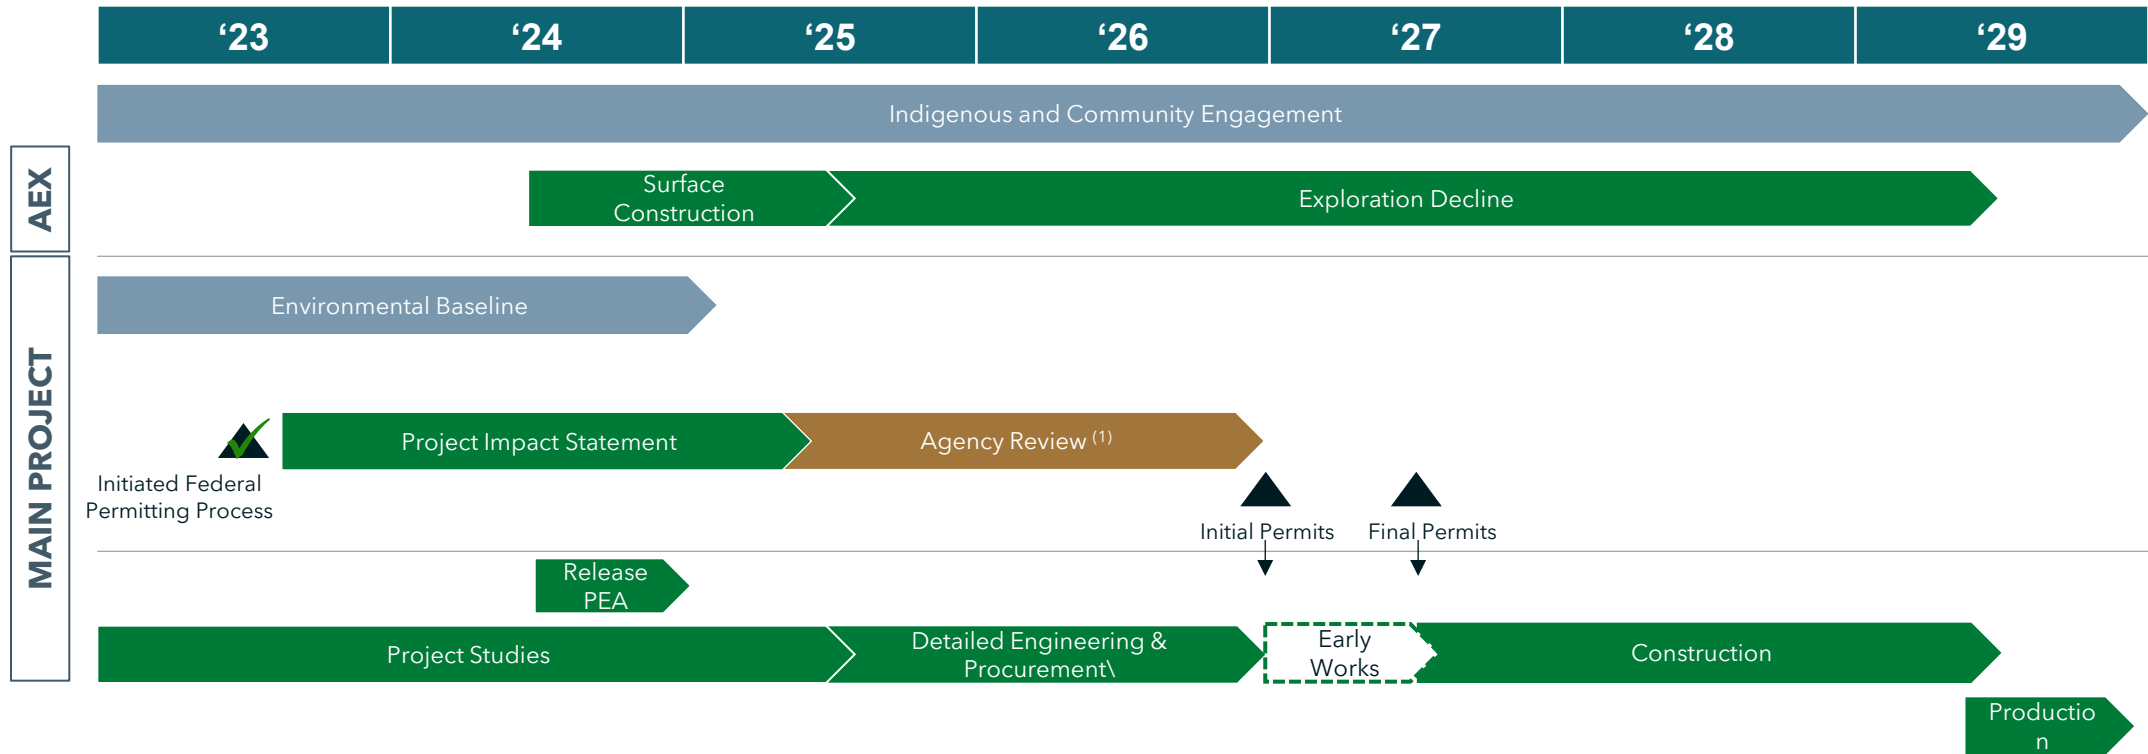 ‘23 ‘24 ‘25 ‘26 ‘27 ‘28 ‘29
Indigenous and Community Engagement
AEX
Surface
Construction
Exploration Decline
MAIN PROJECT
Environmental Baseline
Project Impact Statement
Agency Review (1)
Initiated Federal
Permitting Process
Initial Permits
Final Permits
Release
PEA
Project Studies
Detailed Engineering &
Procurement\
Early
Works
Construction
Productio
n